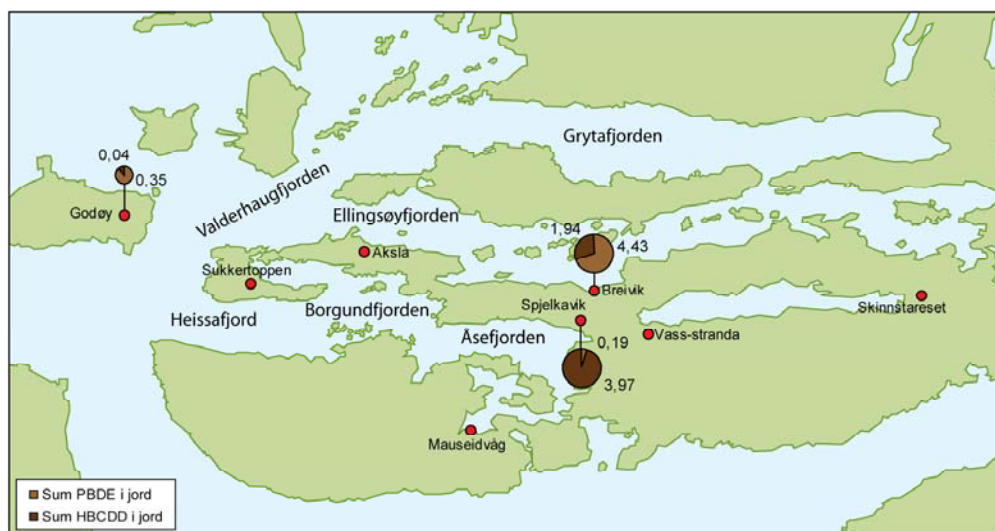 Grytafjorden
0,04
0,35
Godøy
Valderhaugfjorden
Ellingsøyfjorden
1,94
4,43
Aksla
Sukkertoppen
Breivik
Skinnstareset
Borgundfjorden
Spjelkavik
Heissafjord
Åsefjorden
Vass-stranda
0,19
3,97
Mauseidvåg
Sum PBDE i jord
Sum HBCDD i jord